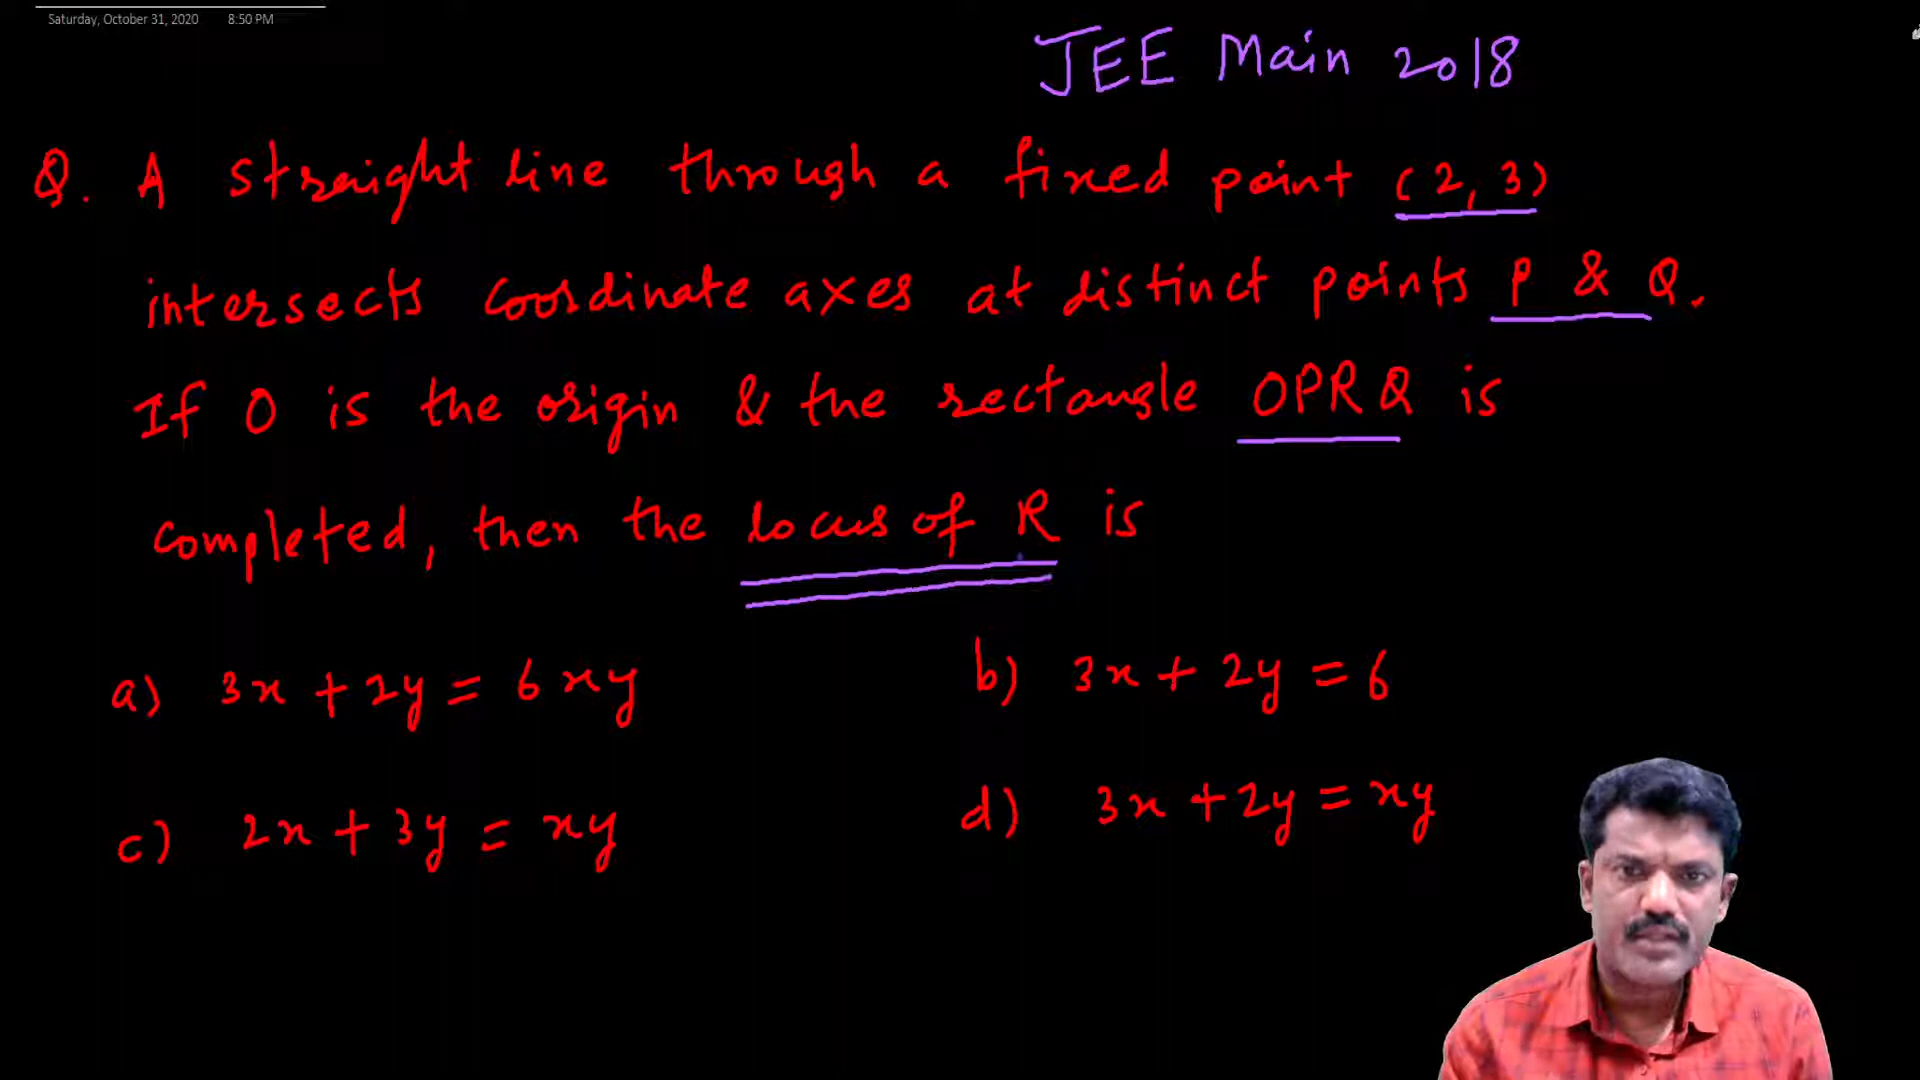 Saturday, October 31, 2020 8:50 PM
JEE Main 2018
Q. A straight line through a fixed point (2, 3)
intersects coordinate axes at distinct points P & Q.
If O is the origin & the rectangle OPRQ is
completed, then the locus of R is
a) 3x + 2y = 6xy
b) 3x + 2y = 6
c) 2x + 3y = xy
d) 3x + 2y = xy